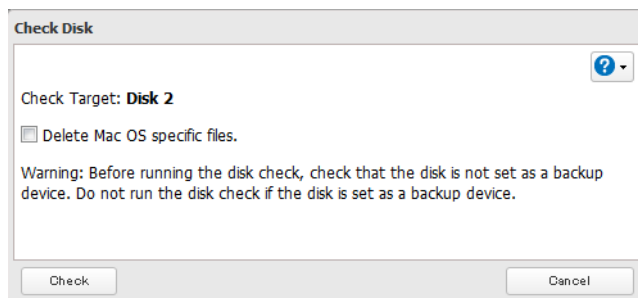 Check Disk
?
Check Target: Disk 2
Delete Mac OS specific files.
Warning: Before running the disk check, check that the disk is not set as a backup
device. Do not run the disk check if the disk is set as a backup device.
Check
Cancel